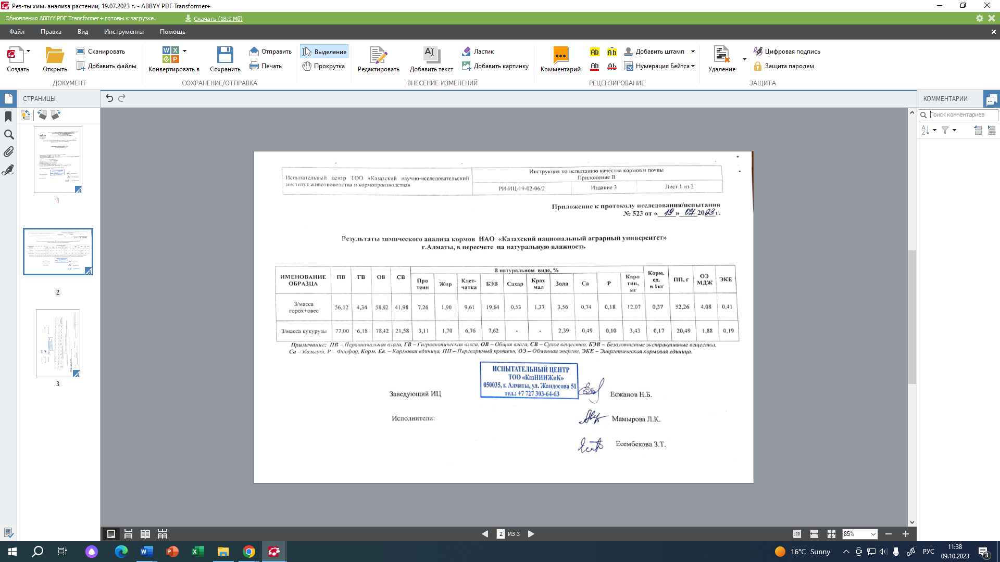 Рез-ты хим. анализа растении, 19.07.2023 г. - ABBYY PDF Transformer+
Обновления ABBYY PDF Transformer+ готовы к загрузке. Скачать (18,9 Мб)
Файл Правка Вид Инструменты Помощь
Создать Открыть Сканировать Добавить файлы
Конвертировать в Сохранить Отправить Печать
Выделение Прокрутка
Редактировать Добавить текст Ластик Добавить картинку
Комментарий Добавить штамп Нумерация Бейтса
Удаление Цифровая подпись Защита паролем
ДОКУМЕНТ СОХРАНЕНИЕ/ОТПРАВКА ВНЕСЕНИЕ ИЗМЕНЕНИЙ РЕЦЕНЗИРОВАНИЕ ЗАЩИТА
СТРАНИЦЫ
КОММЕНТАРИИ
Поиск комментариев
1
2
3
Испытательный центр ТОО «Казахский научно-исследовательский
институт животноводства и кормопроизводства»
Инструкция по испытанию качества кормов и почвы
Приложение В
РИ-ИЦ-19-02-06/2 Издание 3 Лист 1 из 2
Приложение к протоколу исследования/испытания
№ 523 от «19» 07 2023 г.
Результаты химического анализа кормов НАО «Казахский национальный аграрный университет»
г.Алматы, в пересчете на натуральную влажность
ИМЕНОВАНИЕ ОБРАЗЦА ПВ ГВ ОВ СВ В натуральном виде, % Корм. ед. в 1кг ПП, г ОЭ МДЖ ЭКЕ
Про теин Жир Клет- чатка БЭВ Сахар Крах мал Зола Са Р Каро тин, мг
З/масса горох+овес 56,12 4,34 58,02 41,98 7,26 1,90 9,61 19,64 0,53 1,37 3,56 0,74 0,18 12,07 0,37 52,26 4,08 0,41
З/масса кукурузы 77,00 6,18 78,42 21,58 3,11 1,70 6,76 7,62 - - 2,39 0,49 0,10 3,43 0,17 20,49 1,88 0,19
Примечание: ПВ – Первоначальная влага, ГВ – Гигроскопическая влага, ОВ – Общая влага, СВ – Сухое вещество, БЭВ – Безазотистые экстрактивные вещества,
Са – Кальций, Р – Фосфор, Корм. Ед. – Кормовая единица, ПП – Переваримый протеин, ОЭ – Обменная энергия, ЭКЕ – Энергетическая кормовая единица.
ИСПЫТАТЕЛЬНЫЙ ЦЕНТР
ТОО «КазНИИЖиК»
050035, г. Алматы, ул. Жандосова 51
тел.: +7 727 303-64-63
Заведующий ИЦ Есжанов Н.Б.
Исполнители: Мамырова Л.К.
Есембекова З.Т.
2 ИЗ 3
85%
16°C Sunny
РУС
11:38
09.10.2023
3